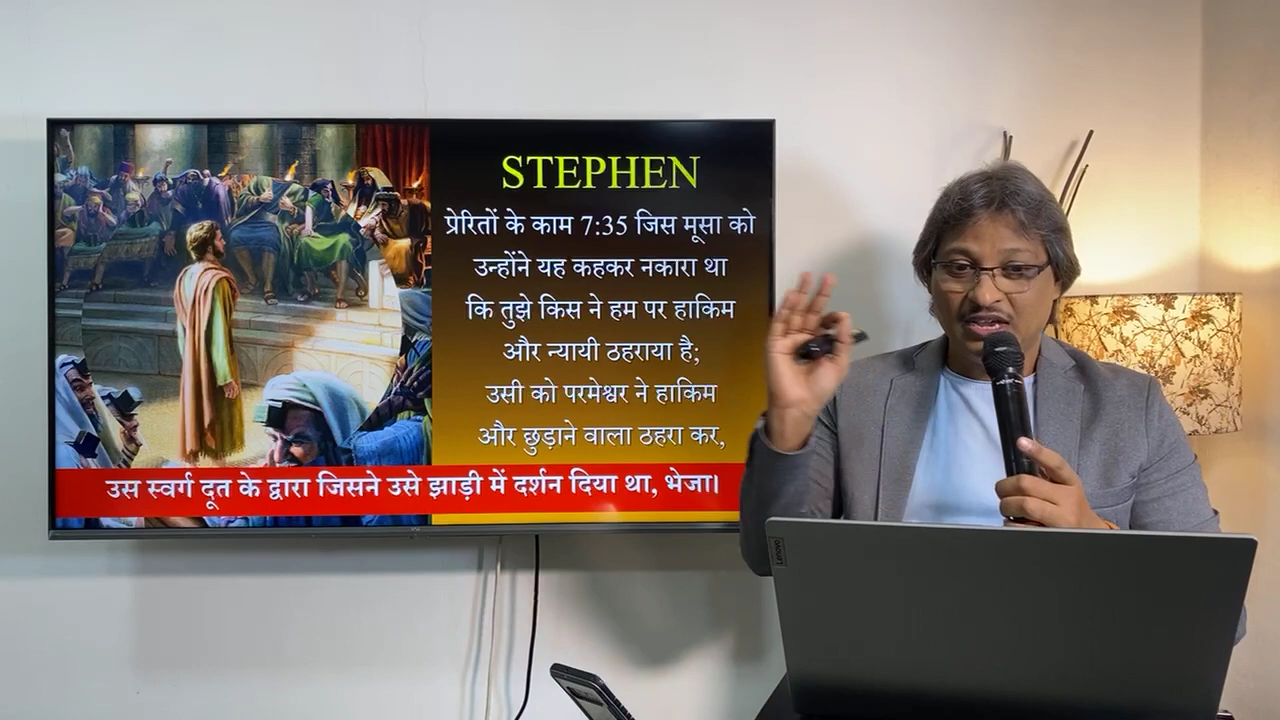 STEPHEN
प्रेरितों के काम 7:35 जिस मूसा को
उन्होंने यह कहकर नकारा था
कि तुझे किस ने हम पर हाकिम
और न्यायी ठहराया है;
उसी को परमेश्वर ने हाकिम
और छुड़ाने वाला ठहरा कर,
उस स्वर्ग दूत के द्वारा जिसने उसे झाड़ी में दर्शन दिया था, भेजा।
Lenovo